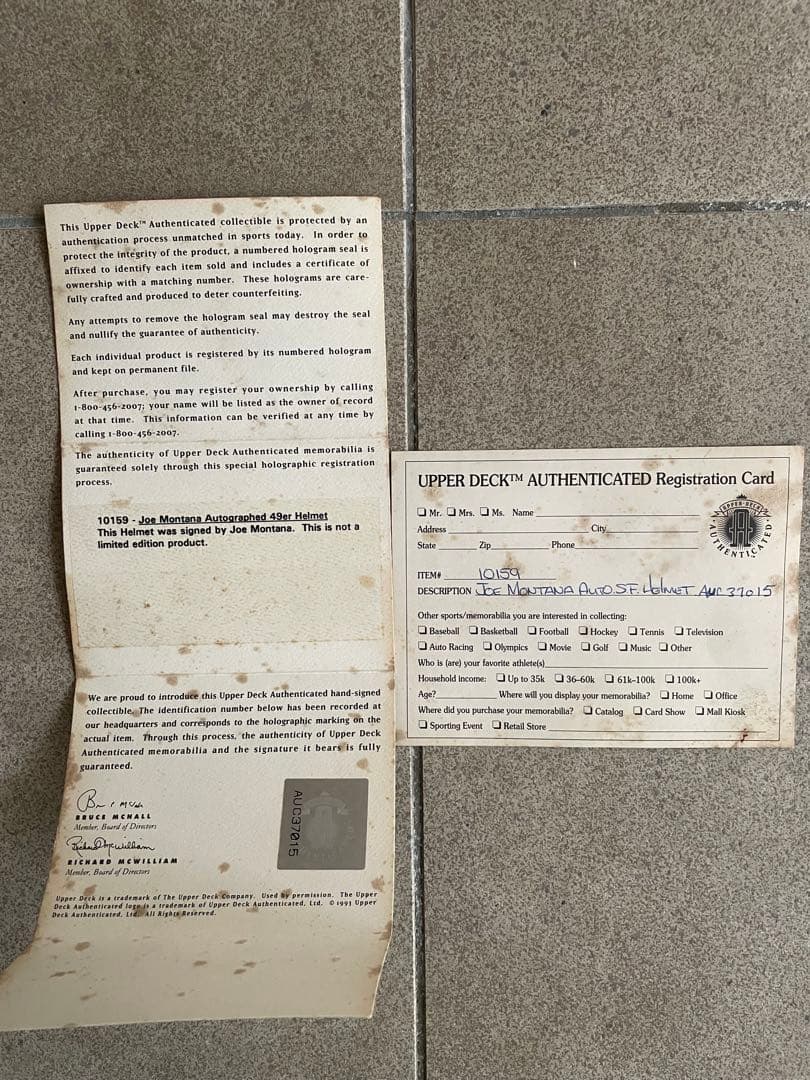 This Upper Deck™ Authenticated collectible is protected by an
authentication process unmatched in sports today. In order to
protect the integrity of the product, a numbered hologram seal is
affixed to identify each item sold and includes a certificate of
ownership with a matching number. These holograms are care-
fully crafted and produced to deter counterfeiting.
Any attempts to remove the hologram seal may destroy the seal
and nullify the guarantee of authenticity.
Each individual product is registered by its numbered hologram
and kept on permanent file.
After purchase, you may register your ownership by calling
1-800-456-2007; your name will be listed as the owner of record
at that time. This information can be verified at any time by
calling 1-800-456-2007.
The authenticity of Upper Deck Authenticated memorabilia is
guaranteed solely through this special holographic registration
process.
10159 - Joe Montana Autographed 49er Helmet
This Helmet was signed by Joe Montana. This is not a
limited edition product.
We are proud to introduce this Upper Deck Authenticated hand-signed
collectible. The identification number below has been recorded at
our headquarters and corresponds to the holographic marking on the
actual item. Through this process, the authenticity of Upper Deck
Authenticated memorabilia and the signature it bears is fully
guaranteed.
BRUCE MCNALL
Member, Board of Directors
Richard McWilliam
RICHARD MCWILLIAM
Member, Board of Directors
AUC37015
Upper Deck is a trademark of The Upper Deck Company. Used by permission. The Upper
Deck Authenticated logo is a trademark of Upper Deck Authenticated, Ltd. © 1993 Upper
Deck Authenticated, Ltd. All Rights Reserved.
UPPER DECK™ AUTHENTICATED Registration Card
Mr. Mrs. Ms. Name
Address City
State Zip Phone
UPPER DECK
AUTHENTICATED
ITEM# 10159
DESCRIPTION JOE MONTANA AUTO. S.F. HELMET AUC 37015
Other sports/memorabilia you are interested in collecting:
Baseball Basketball Football Hockey Tennis Television
Auto Racing Olympics Movie Golf Music Other
Who is (are) your favorite athlete(s)
Household income: Up to 35k 36-60k 61k-100k 100k+
Age? Where will you display your memorabilia? Home Office
Where did you purchase your memorabilia? Catalog Card Show Mall Kiosk
Sporting Event Retail Store